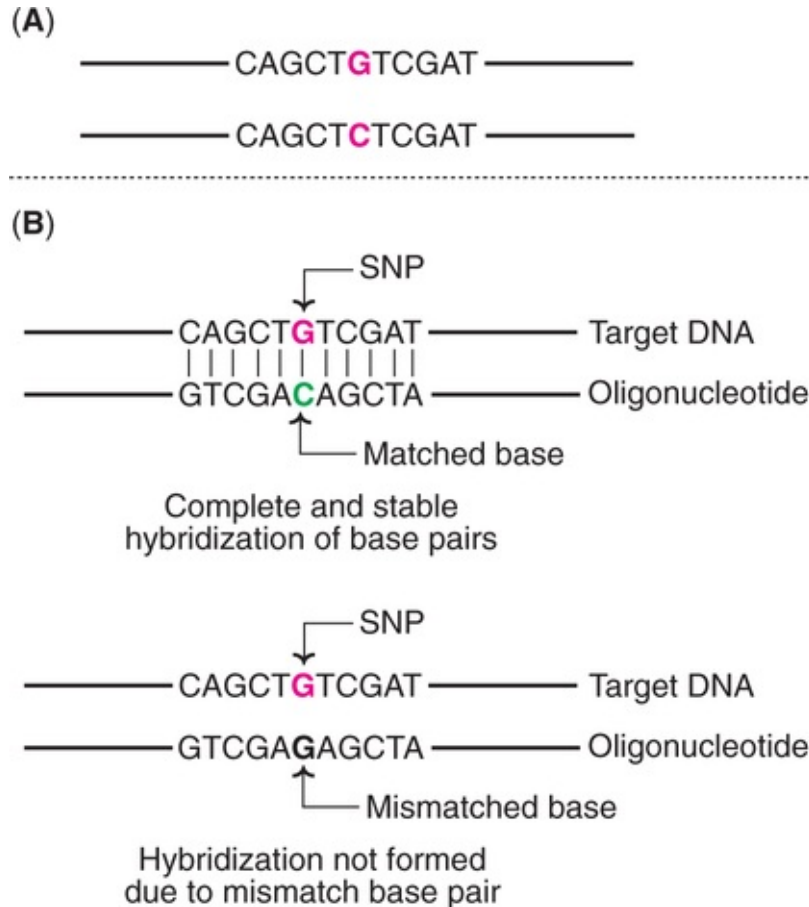 (A)
CAGCTGTCGAT
CAGCTCTCGAT
(B)
SNP
CAGCTGTCGAT Target DNA
GTCGACAGCTA Oligonucleotide
Matched base
Complete and stable
hybridization of base pairs
SNP
CAGCTGTCGAT Target DNA
GTCGAGAGCTA Oligonucleotide
Mismatched base
Hybridization not formed
due to mismatch base pair